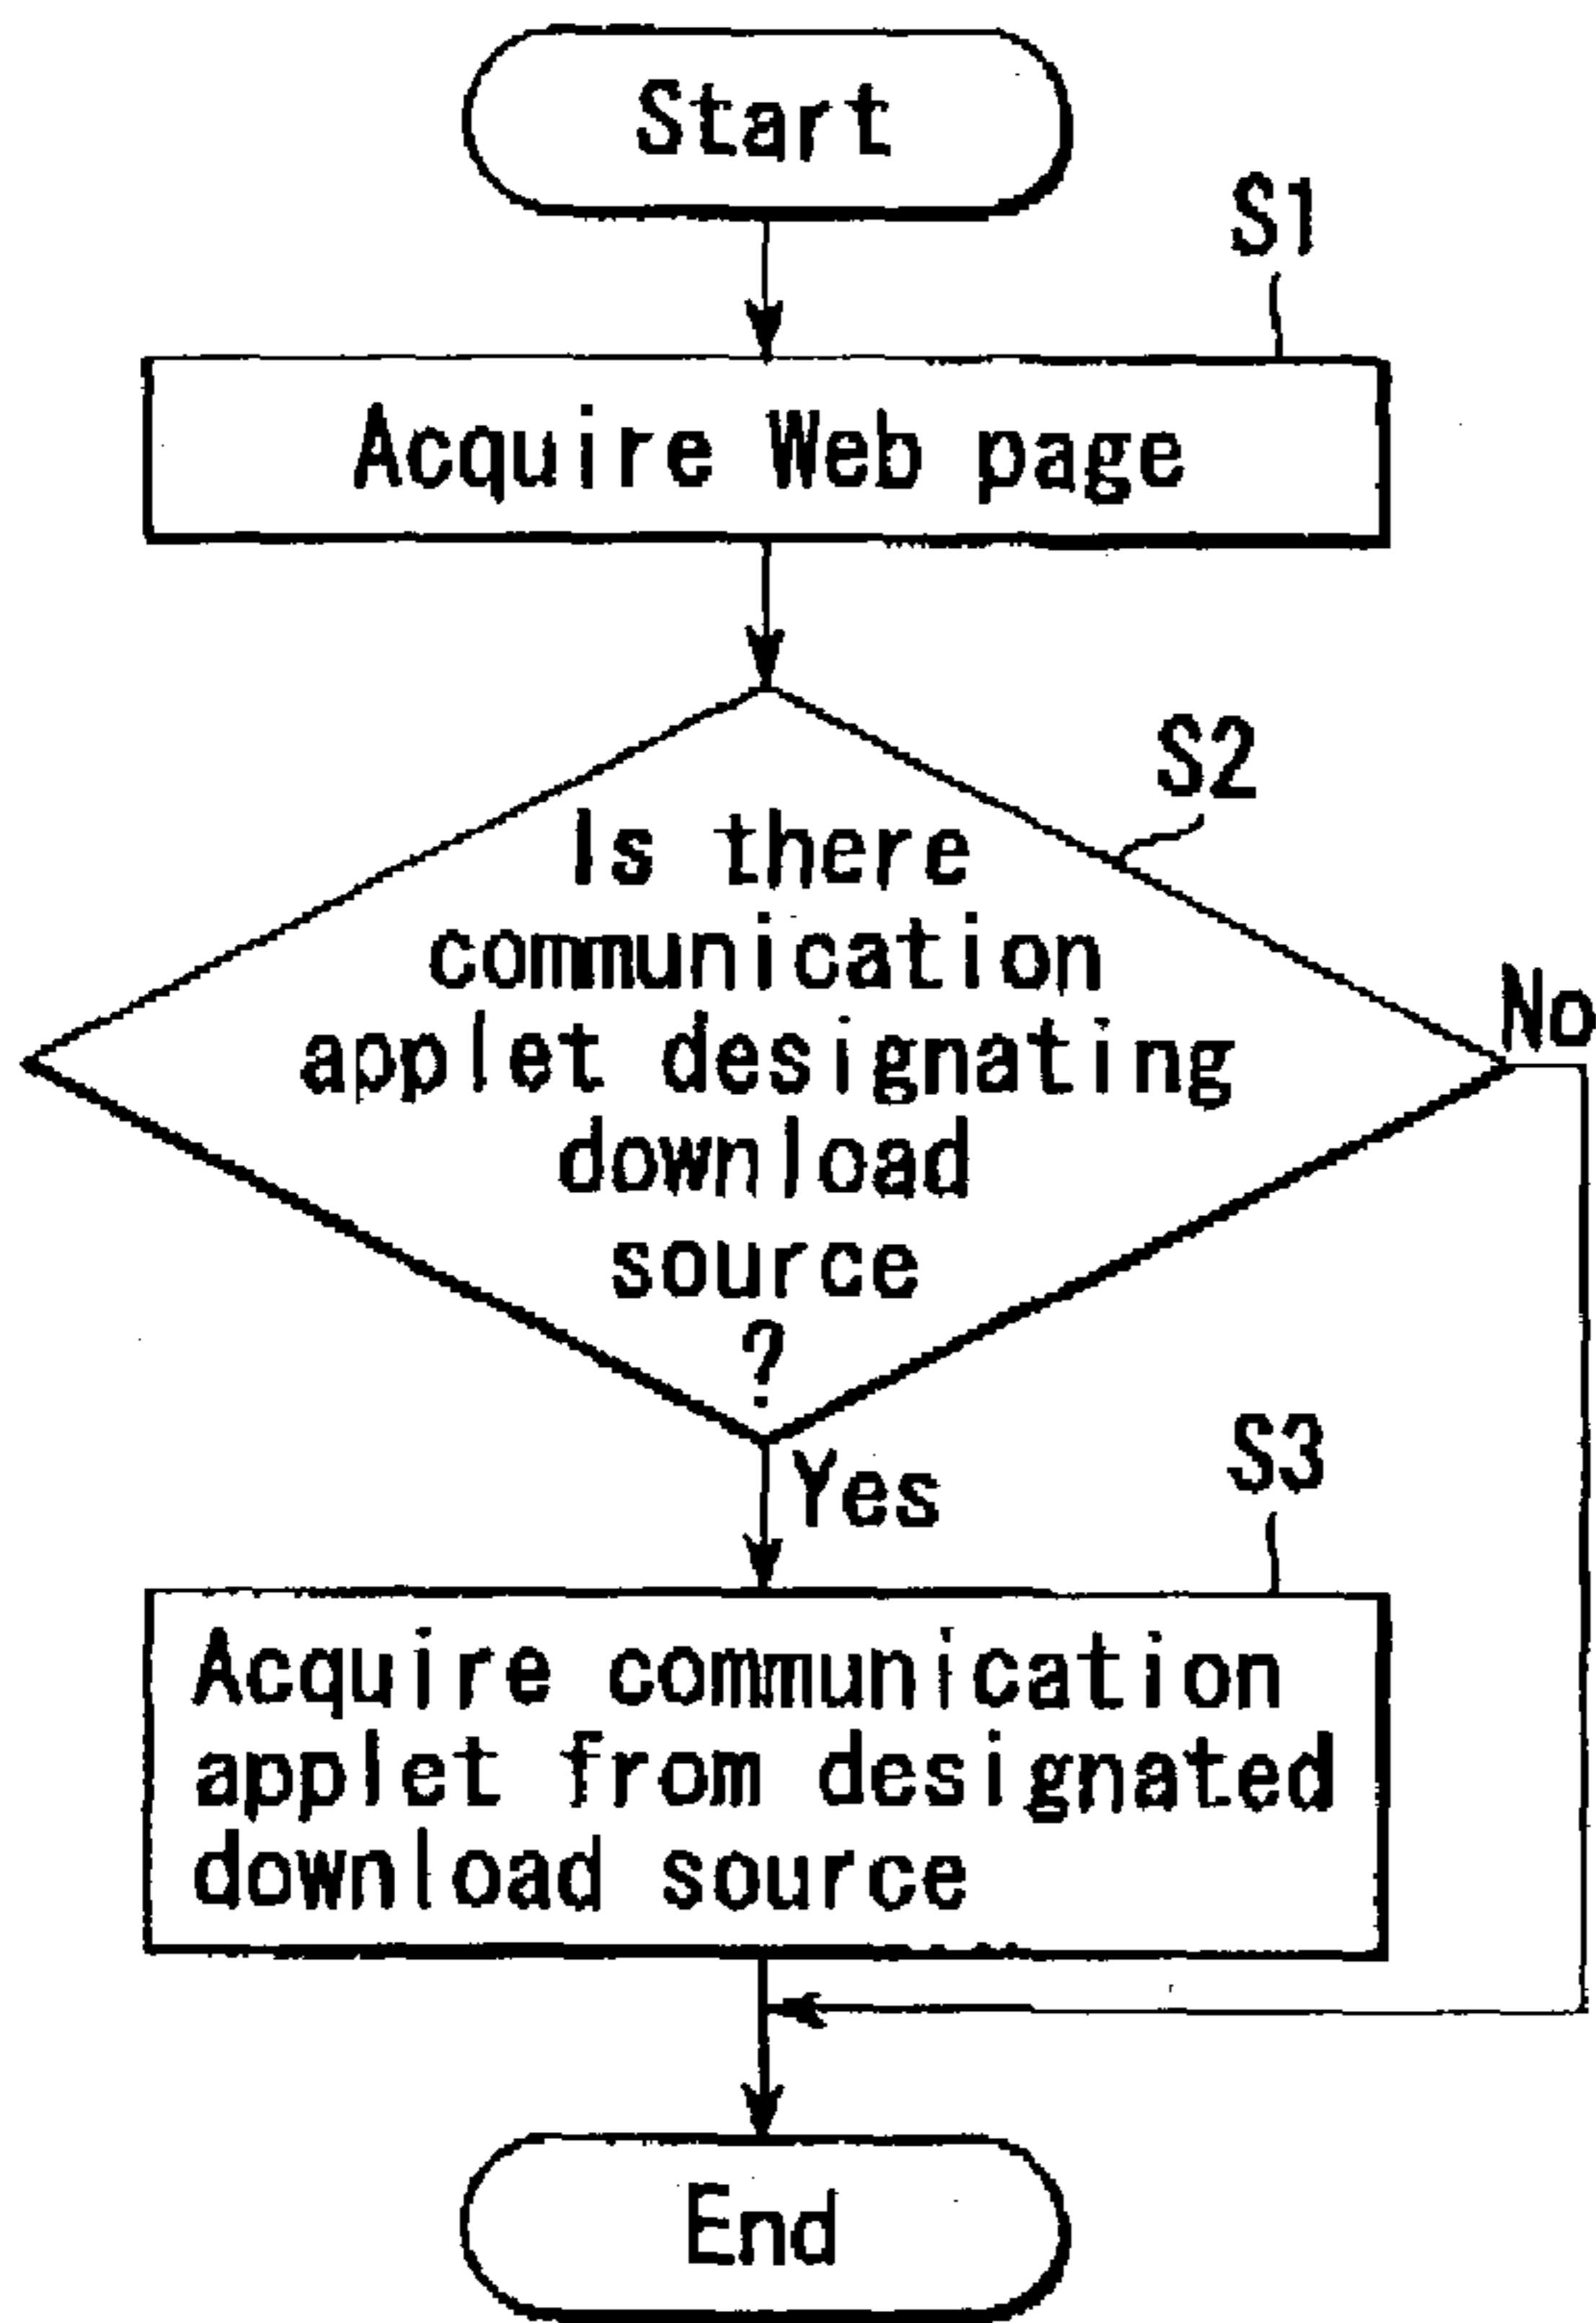 Start
S1
Acquire Web page
S2
Is there
communication
applet designating
download
source
?
No
Yes
S3
Acquire communication
applet from designated
download source
End